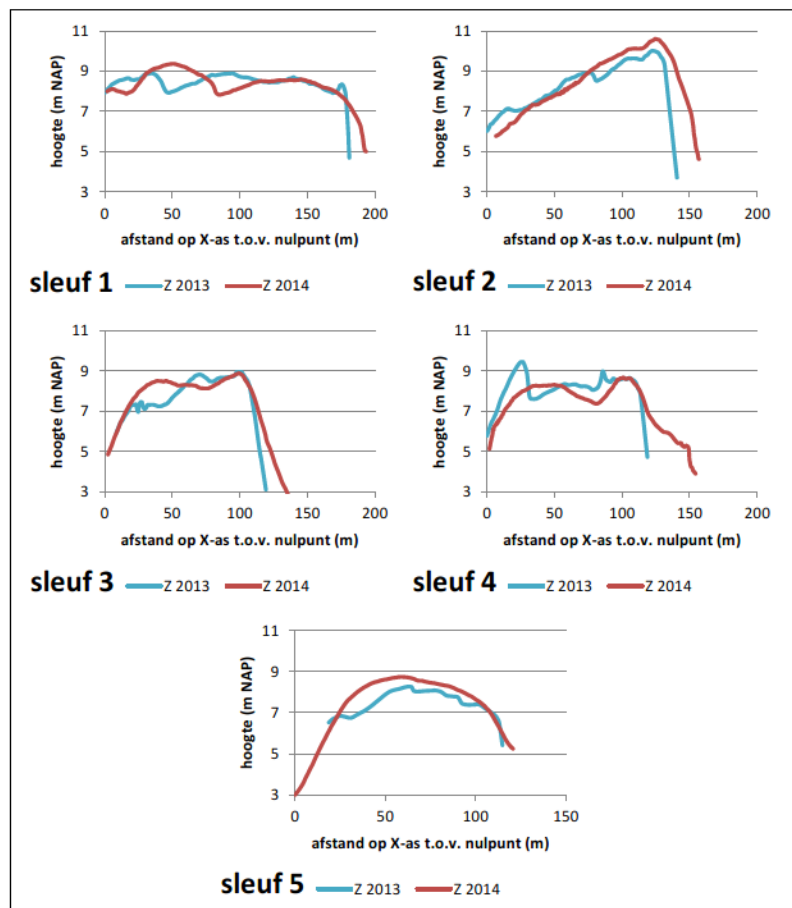 11
9
7
5
3
hoogte (m NAP)
0 50 100 150 200
afstand op X-as t.o.v. nulpunt (m)
sleuf 1 Z 2013 Z 2014
11
9
7
5
3
hoogte (m NAP)
0 50 100 150 200
afstand op X-as t.o.v. nulpunt (m)
sleuf 2 Z 2013 Z 2014
11
9
7
5
3
hoogte (m NAP)
0 50 100 150 200
afstand op X-as t.o.v. nulpunt (m)
sleuf 3 Z 2013 Z 2014
11
9
7
5
3
hoogte (m NAP)
0 50 100 150 200
afstand op X-as t.o.v. nulpunt (m)
sleuf 4 Z 2013 Z 2014
11
9
7
5
3
hoogte (m NAP)
0 50 100 150
afstand op X-as t.o.v. nulpunt (m)
sleuf 5 Z 2013 Z 2014